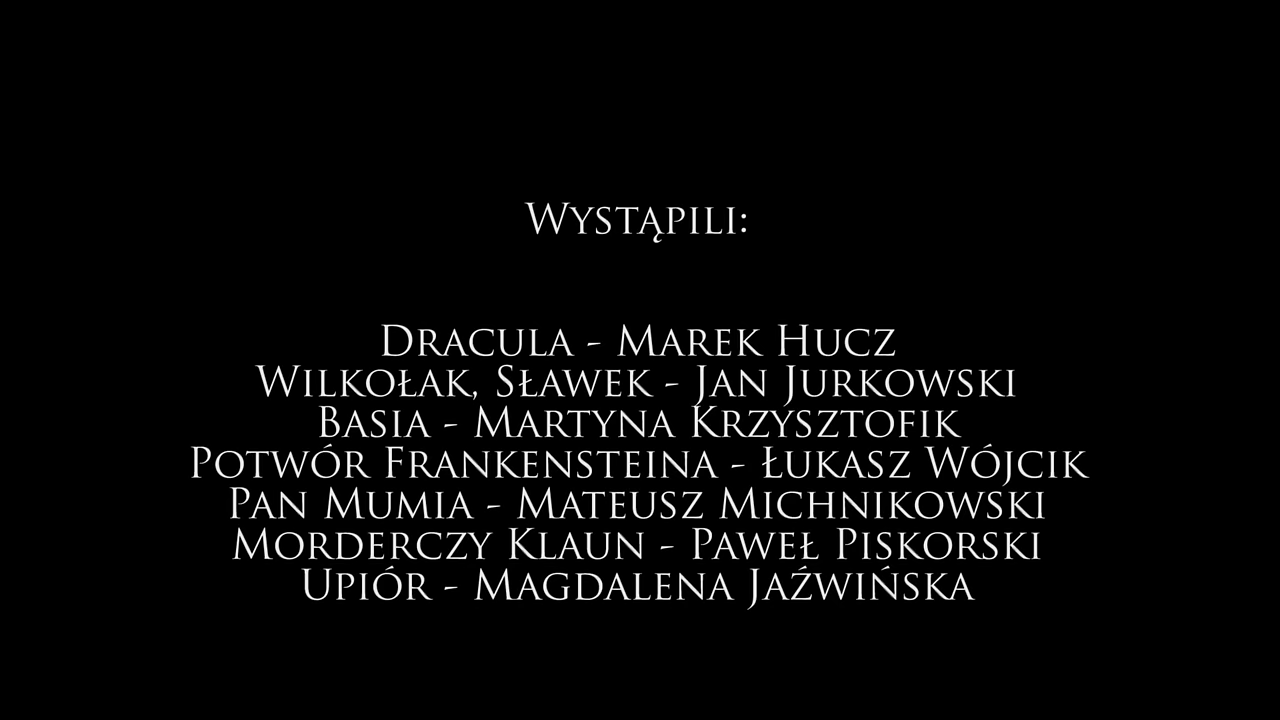 Wystąpili:
Dracula - Marek Hucz
Wilkołak, Sławek - Jan Jurkowski
Basia - Martyna Krzysztofik
Potwór Frankensteina - Łukasz Wójcik
Pan Mumia - Mateusz Michnikowski
Morderczy Klaun - Paweł Piskorski
Upiór - Magdalena Jaźwińska